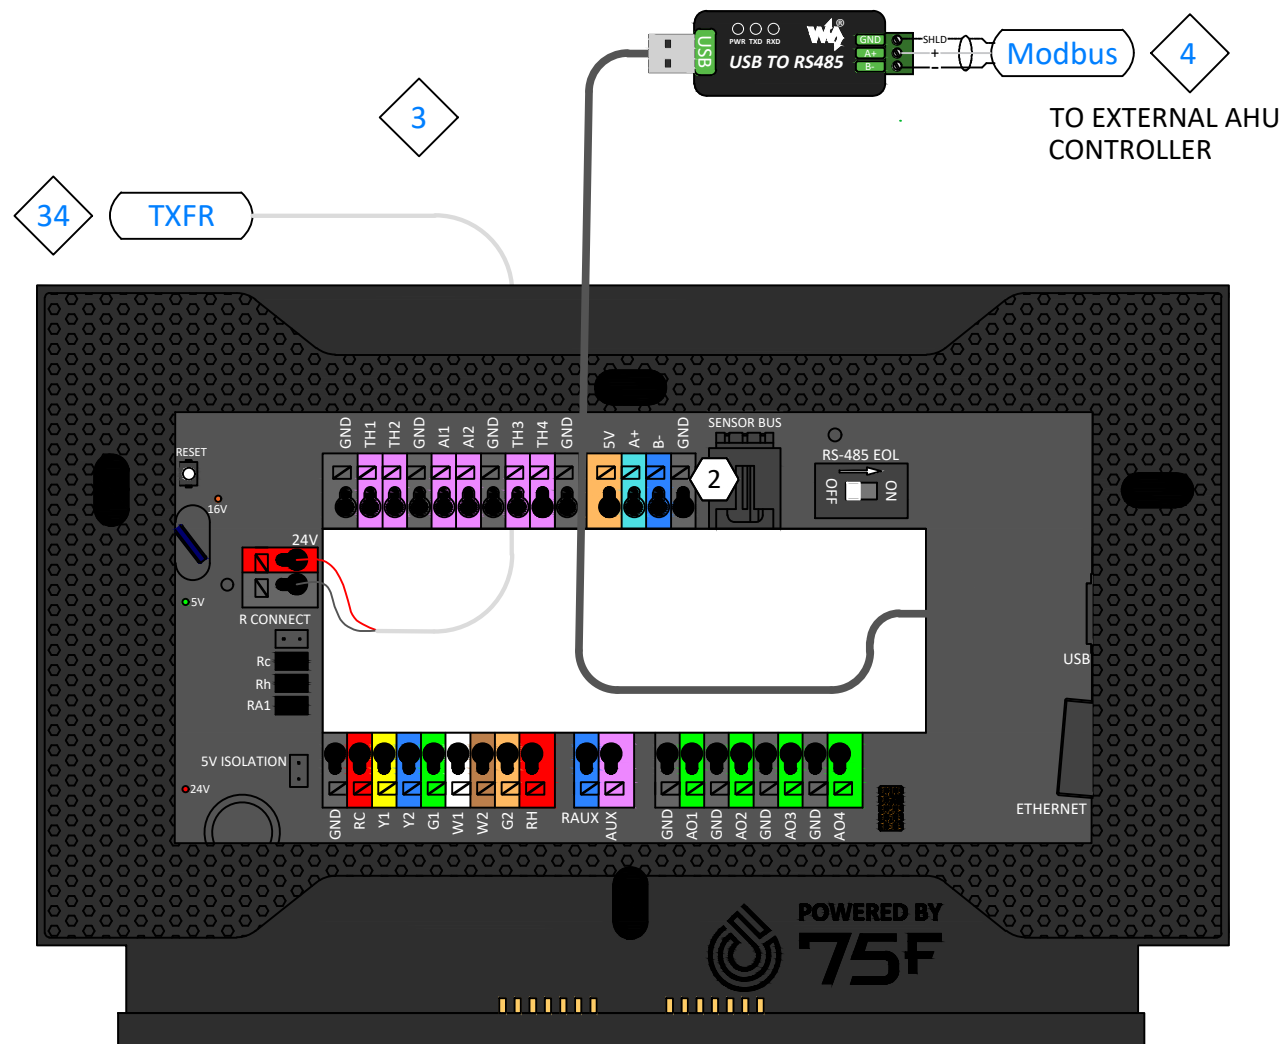 USB
PWR TXD RXD
USB TO RS485
®
GND
A+
B-
SHLD
+
-
Modbus
4
TO EXTERNAL AHU
CONTROLLER
3
34
TXFR
RESET
16V
GND
TH1
TH2
GND
AI1
AI2
GND
TH3
TH4
GND
5V
A+
B-
GND
2
SENSOR BUS
RS-485 EOL
OFF
ON
24V
5V
R CONNECT
Rc
Rh
RA1
5V ISOLATION
24V
USB
ETHERNET
GND
RC
Y1
Y2
G1
W1
W2
G2
RH
RAUX
AUX
GND
AO1
GND
AO2
GND
AO3
GND
AO4
POWERED BY
75F